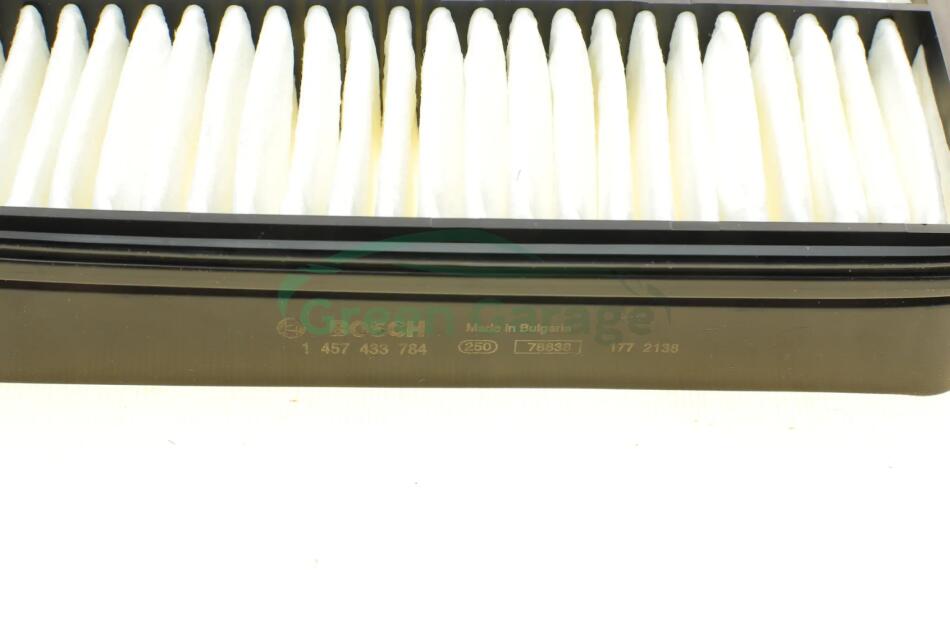 BOSCH Made in Bulgaria
1 457 433 784 250 78838 177 2138
Green Garage